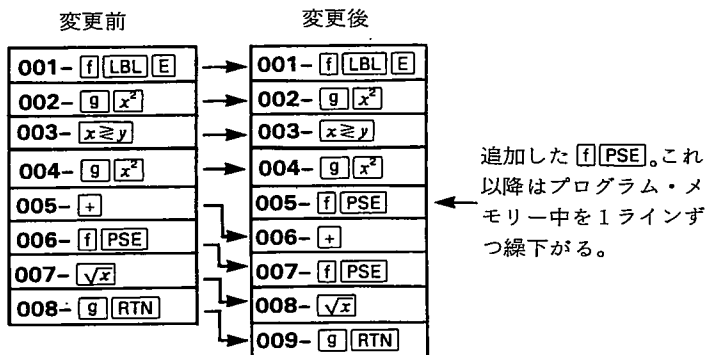 変更前
変更後
001– f LBL E
002– g x²
003– x≷y
004– g x²
005– +
006– f PSE
007– √x
008– g RTN
001– f LBL E
002– g x²
003– x≷y
004– g x²
005– f PSE
006– +
007– f PSE
008– √x
009– g RTN
追加した f PSE。これ
以降はプログラム・メ
モリー中を1ラインず
つ繰下がる。